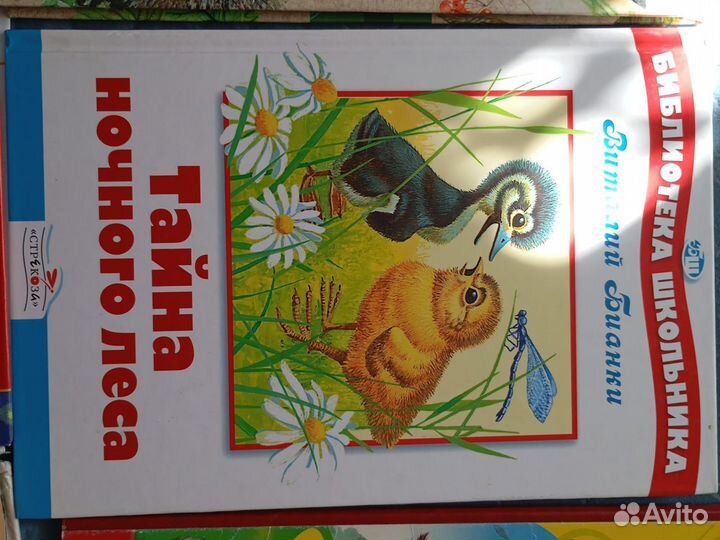 БИБЛИОТЕКА ШКОЛЬНИКА
Виталий Бианки
Тайна
ночного леса
«СТРЕКОЗА»
Avito